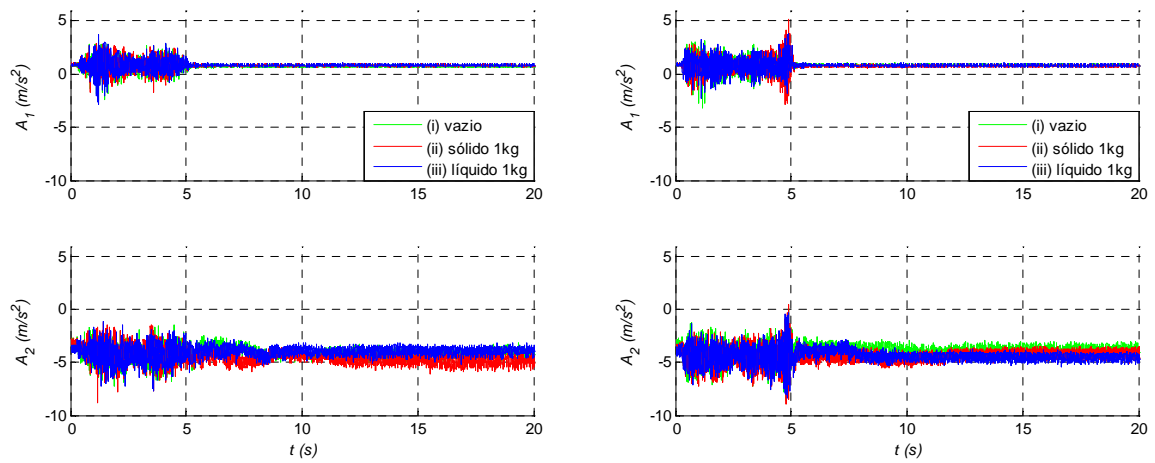 5
0
-5
-10
A1 (m/s2)
(i) vazio
(ii) sólido 1kg
(iii) líquido 1kg
0 5 10 15 20
5
0
-5
-10
A1 (m/s2)
(i) vazio
(ii) sólido 1kg
(iii) líquido 1kg
0 5 10 15 20
5
0
-5
-10
A2 (m/s2)
0 5 10 15 20
t (s)
5
0
-5
-10
A2 (m/s2)
0 5 10 15 20
t (s)